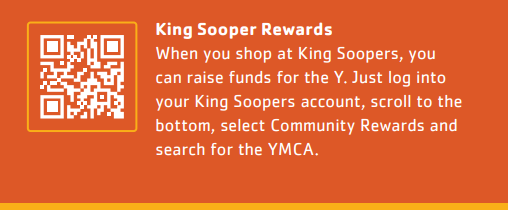 King Sooper Rewards
When you shop at King Soopers, you
can raise funds for the Y. Just log into
your King Soopers account, scroll to the
bottom, select Community Rewards and
search for the YMCA.